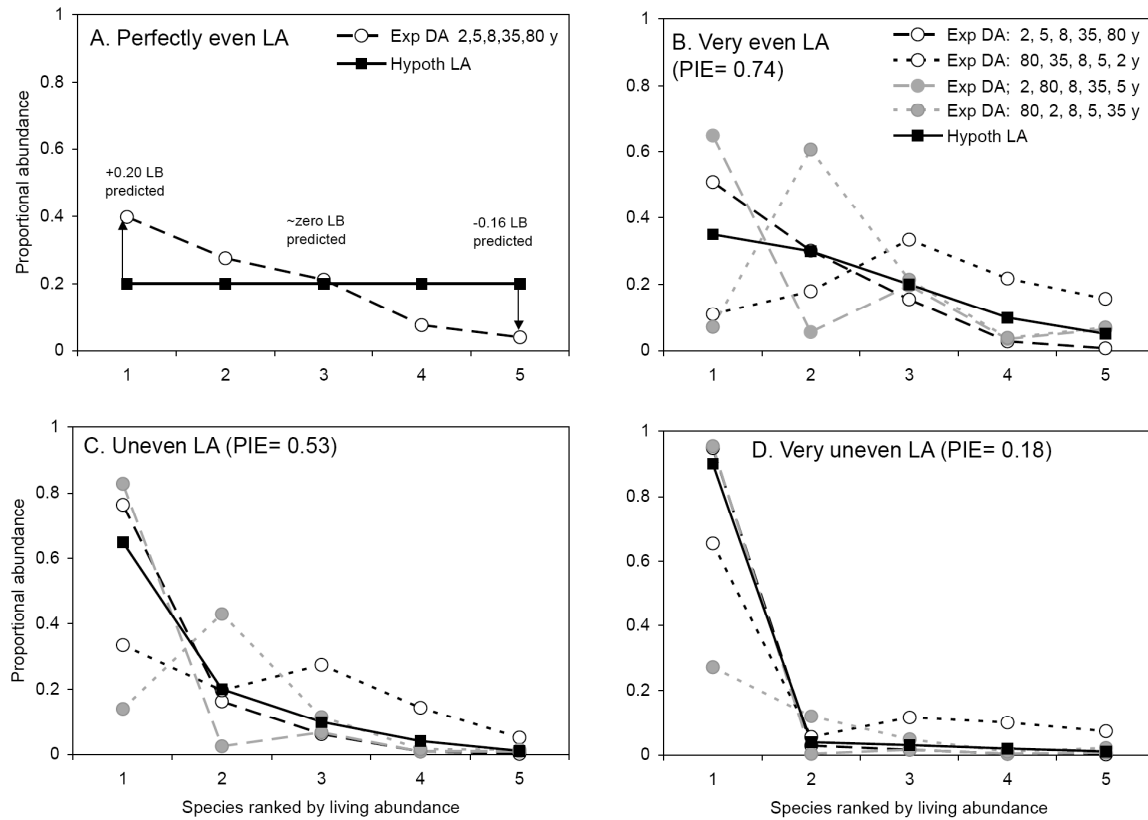 A. Perfectly even LA
Exp DA 2,5,8,35,80 y
Hypoth LA
+0.20 LB
predicted
~zero LB
predicted
-0.16 LB
predicted
Proportional abundance
1
0.8
0.6
0.4
0.2
0
1 2 3 4 5
B. Very even LA
(PIE= 0.74)
Exp DA: 2, 5, 8, 35, 80 y
Exp DA: 80, 35, 8, 5, 2 y
Exp DA; 2, 80, 8, 35, 5 y
Exp DA: 80, 2, 8, 5, 35 y
Hypoth LA
1
0.8
0.6
0.4
0.2
0
1 2 3 4 5
C. Uneven LA (PIE= 0.53)
Proportional abundance
1
0.8
0.6
0.4
0.2
0
1 2 3 4 5
Species ranked by living abundance
D. Very uneven LA (PIE= 0.18)
1
0.8
0.6
0.4
0.2
0
1 2 3 4 5
Species ranked by living abundance